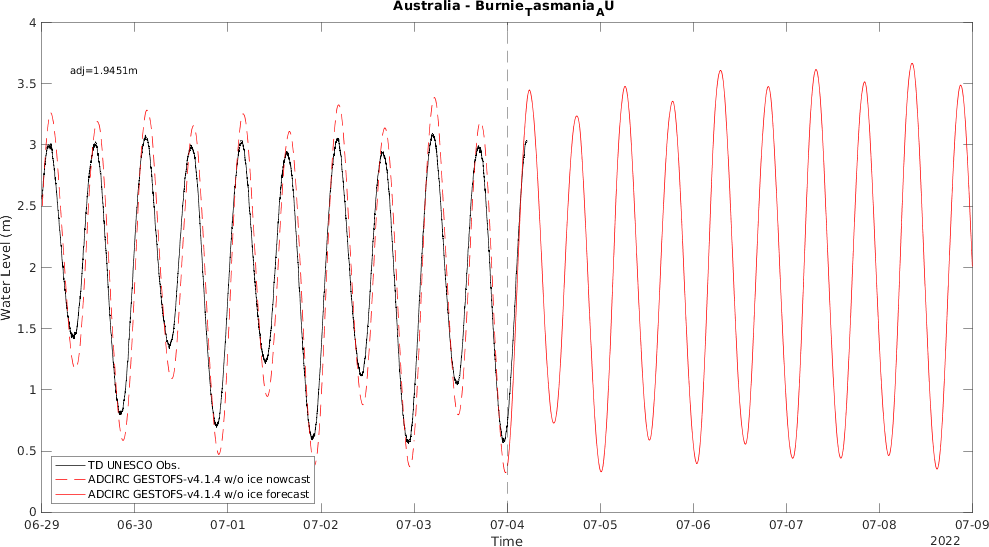 Australia - BurnieTasmaniaAU
adj=1.9451m
4
3.5
3
2.5
2
1.5
1
0.5
0
Water Level (m)
TD UNESCO Obs.
ADCIRC GESTOFS-v4.1.4 w/o ice nowcast
ADCIRC GESTOFS-v4.1.4 w/o ice forecast
06-29 06-30 07-01 07-02 07-03 07-04 07-05 07-06 07-07 07-08 07-09
Time
2022